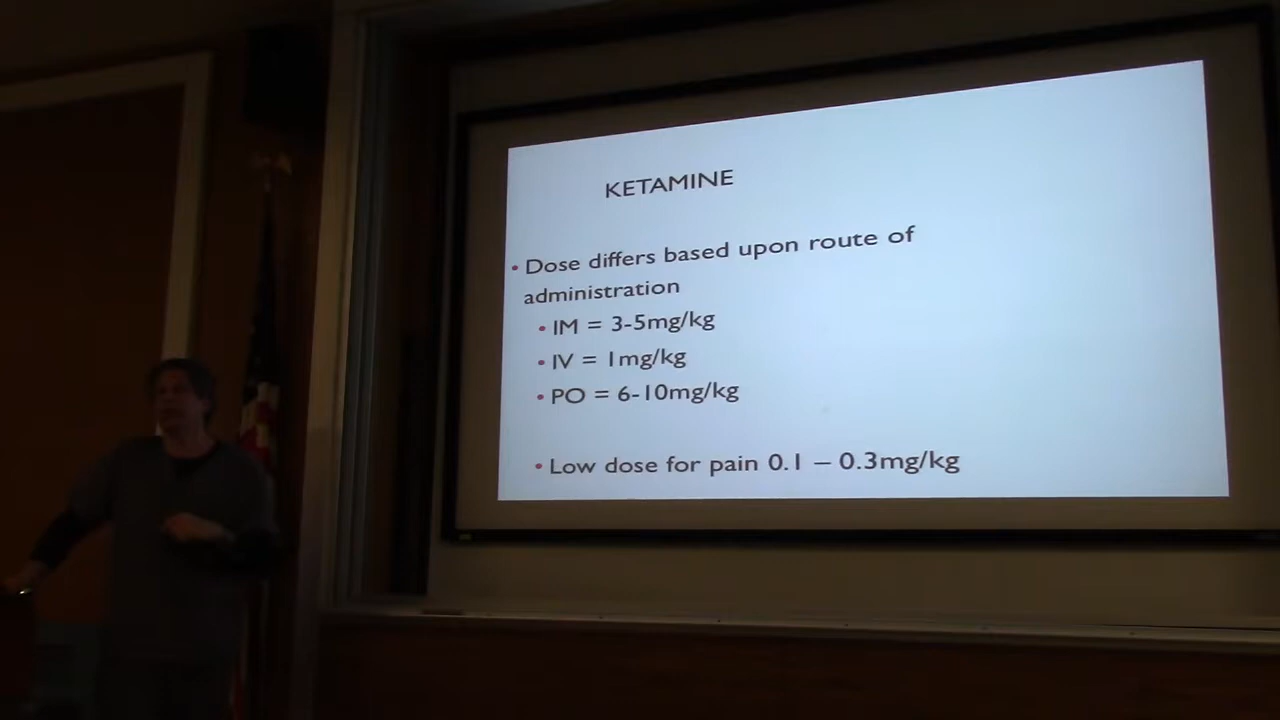 KETAMINE
• Dose differs based upon route of
administration
• IM = 3-5mg/kg
• IV = 1mg/kg
• PO = 6-10mg/kg
• Low dose for pain 0.1 – 0.3mg/kg